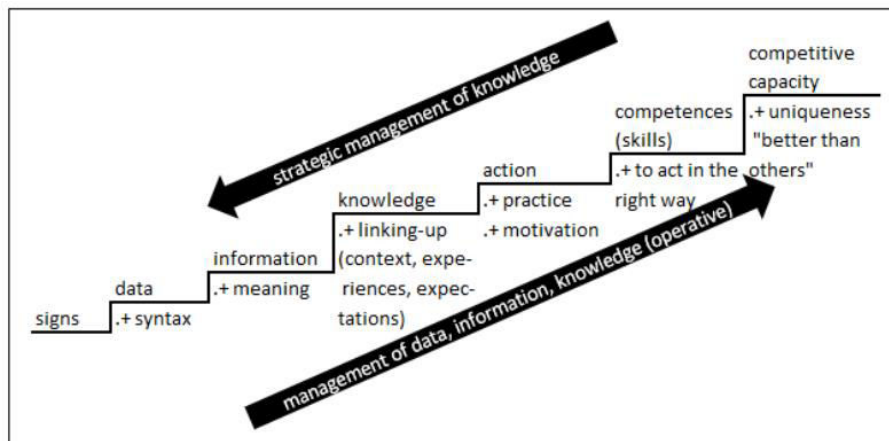 competitive
capacity
.+ uniqueness
"better than
others"
competences
(skills)
.+ to act in the
right way
action
.+ practice
.+ motivation
knowledge
.+ linking-up
(context, expe-
riences, expec-
tations)
information
.+ meaning
data
.+ syntax
signs
strategic management of knowledge
management of data, information, knowledge (operative)